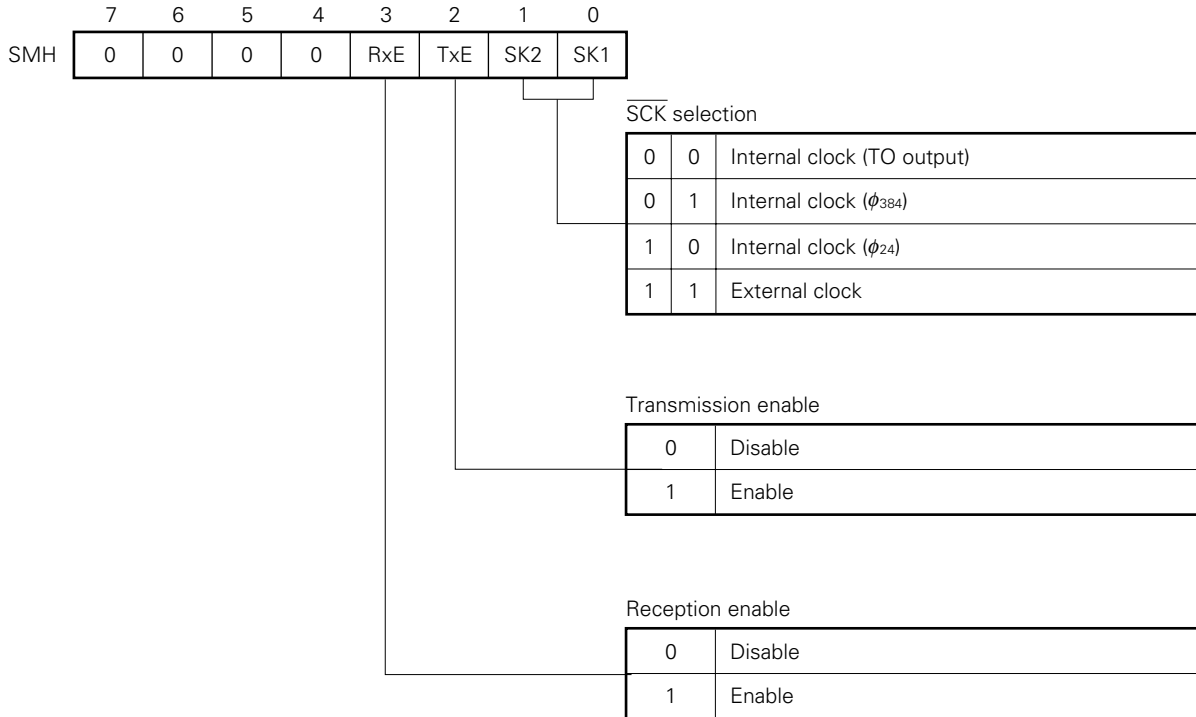 7 6 5 4 3 2 1 0
SMH 0 0 0 0 RxE TxE SK2 SK1
SCK selection
0 0 Internal clock (TO output)
0 1 Internal clock (ϕ384)
1 0 Internal clock (ϕ24)
1 1 External clock
Transmission enable
0 Disable
1 Enable
Reception enable
0 Disable
1 Enable